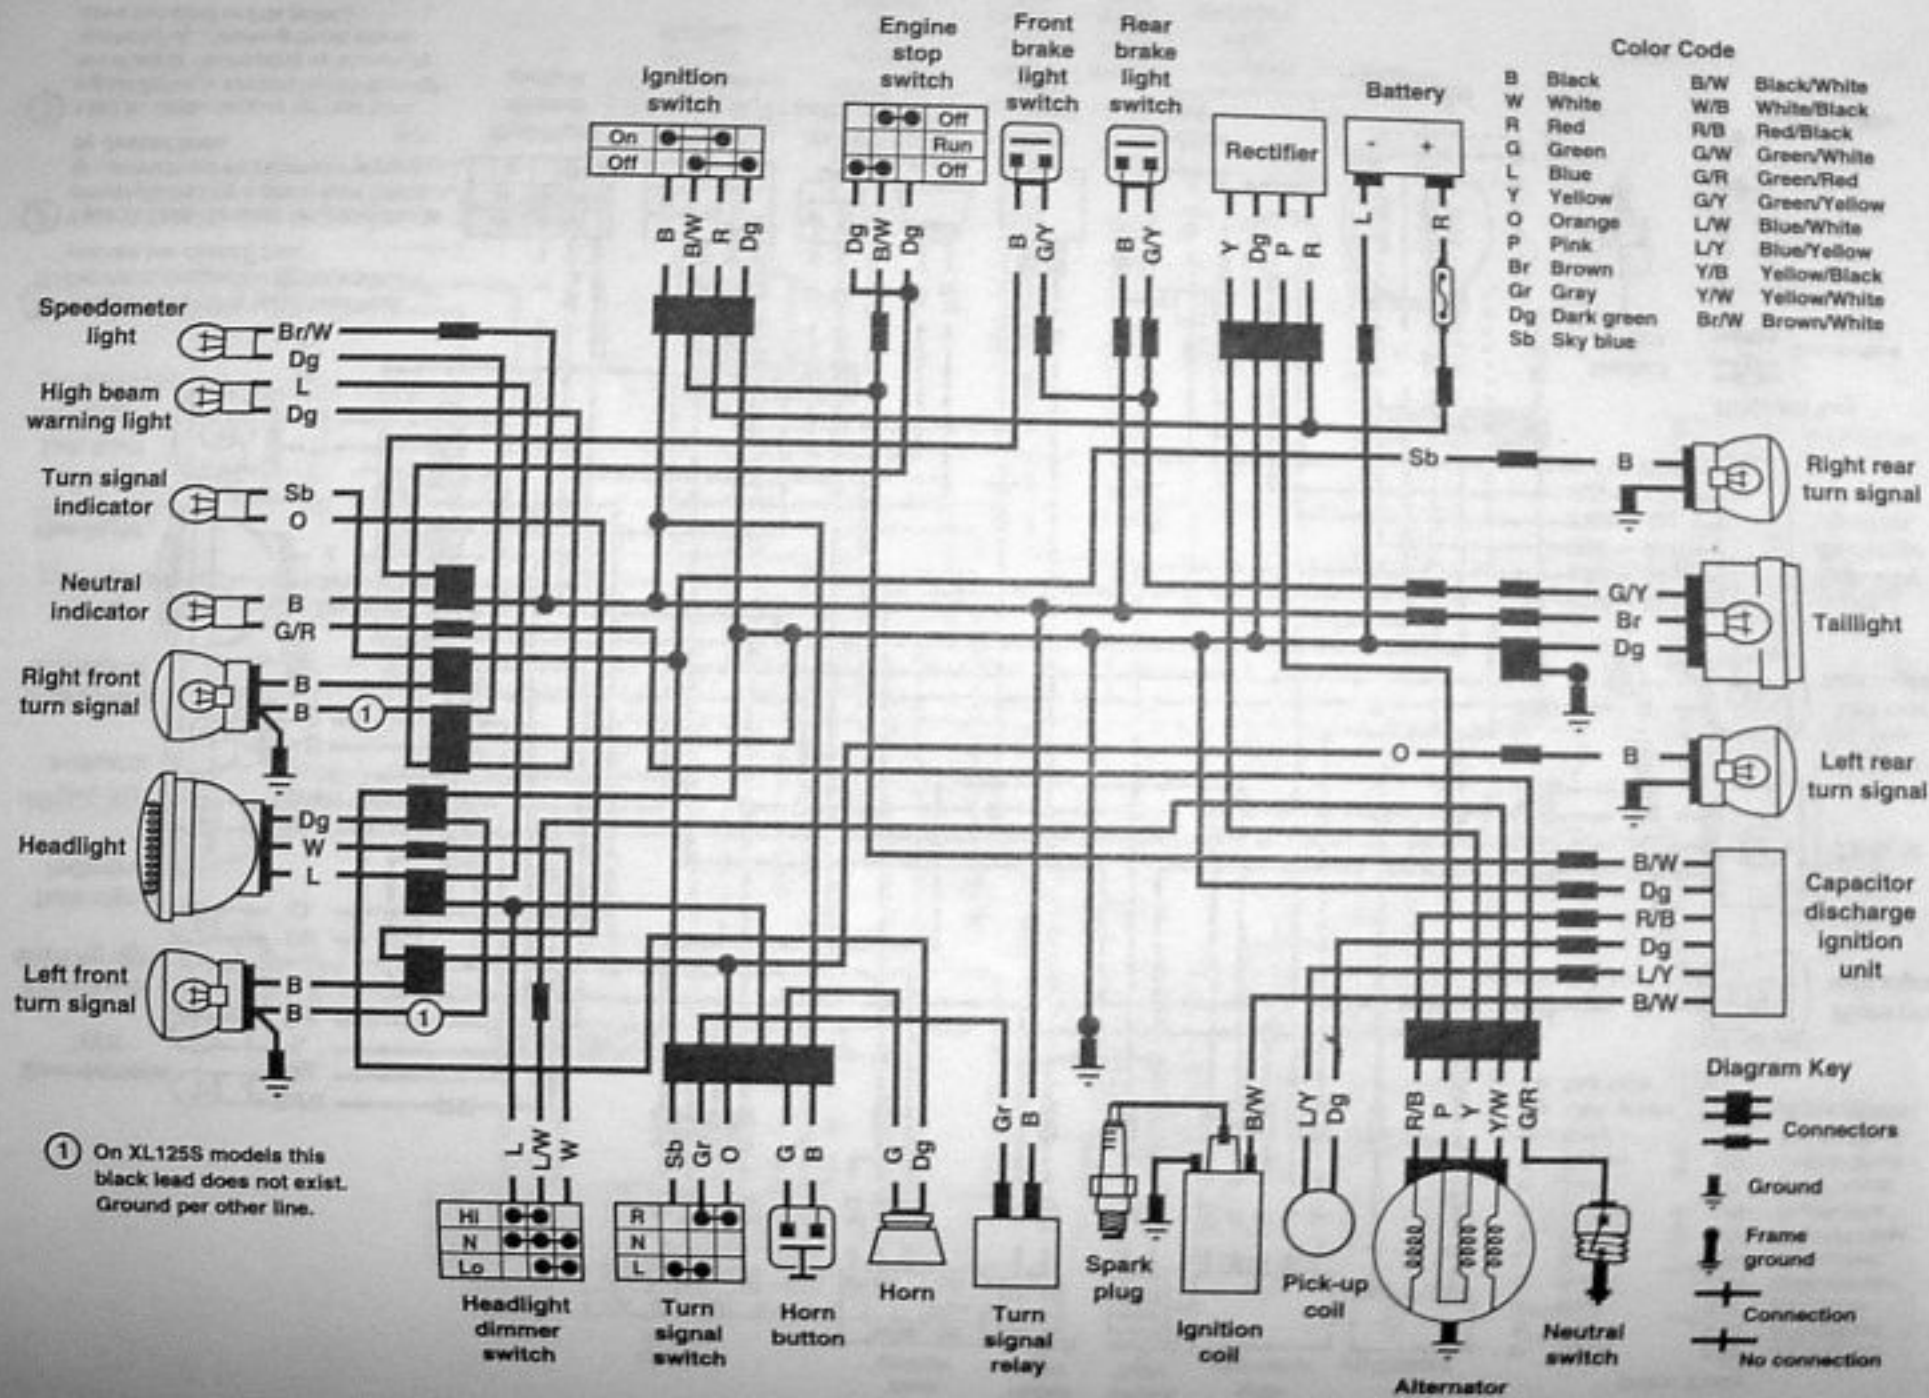 Ignition
switch
On
Off
B
B/W
R
Dg
Engine
stop
switch
Off
Run
Off
Dg
B/W
Dg
Front
brake
light
switch
B
G/Y
Rear
brake
light
switch
B
G/Y
Rectifier
Y
Dg
P
R
Battery
- +
L
R
Color Code
B Black
W White
R Red
G Green
L Blue
Y Yellow
O Orange
P Pink
Br Brown
Gr Gray
Dg Dark green
Sb Sky blue
B/W Black/White
W/B White/Black
R/B Red/Black
G/W Green/White
G/R Green/Red
G/Y Green/Yellow
L/W Blue/White
L/Y Blue/Yellow
Y/B Yellow/Black
Y/W Yellow/White
Br/W Brown/White
Speedometer
light
Br/W
Dg
High beam
warning light
L
Dg
Turn signal
indicator
Sb
O
Neutral
indicator
B
G/R
Right front
turn signal
B
B 1
Headlight
Dg
W
L
Left front
turn signal
B
B 1
Sb B
Right rear
turn signal
G/Y
Br
Dg
Taillight
O B
Left rear
turn signal
B/W
Dg
R/B
Dg
L/Y
B/W
Capacitor
discharge
ignition
unit
1 On XL125S models this
black lead does not exist.
Ground per other line.
L
L/W
W
Hi
N
Lo
Headlight
dimmer
switch
Sb
Gr
O
R
N
L
Turn
signal
switch
G
B
Horn
button
G
Dg
Horn
Gr
B
Turn
signal
relay
Spark
plug
B/W
Ignition
coil
L/Y
Dg
Pick-up
coil
R/B
P
Y
Y/W
G/R
Alternator
Neutral
switch
Diagram Key
Connectors
Ground
Frame
ground
Connection
No connection